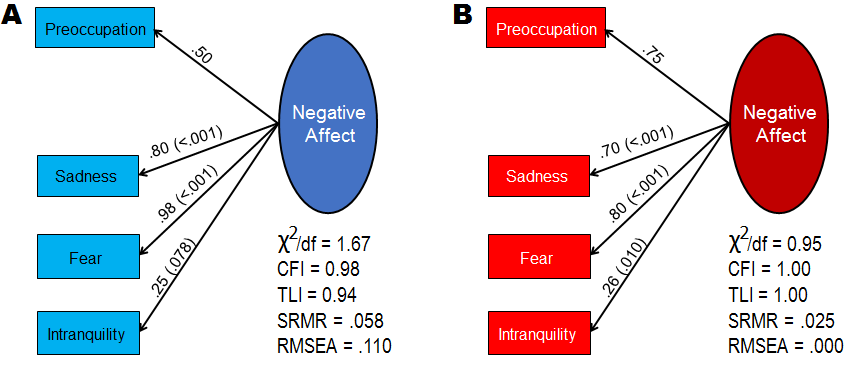 A
Preoccupation
.50
Negative
Affect
.80 (<.001)
Sadness
.98 (<.001)
Fear
.25 (.078)
Intranquility
χ²/df = 1.67
CFI = 0.98
TLI = 0.94
SRMR = .058
RMSEA = .110
B
Preoccupation
.75
Negative
Affect
.70 (<.001)
Sadness
.80 (<.001)
Fear
.26 (.010)
Intranquility
χ²/df = 0.95
CFI = 1.00
TLI = 1.00
SRMR = .025
RMSEA = .000